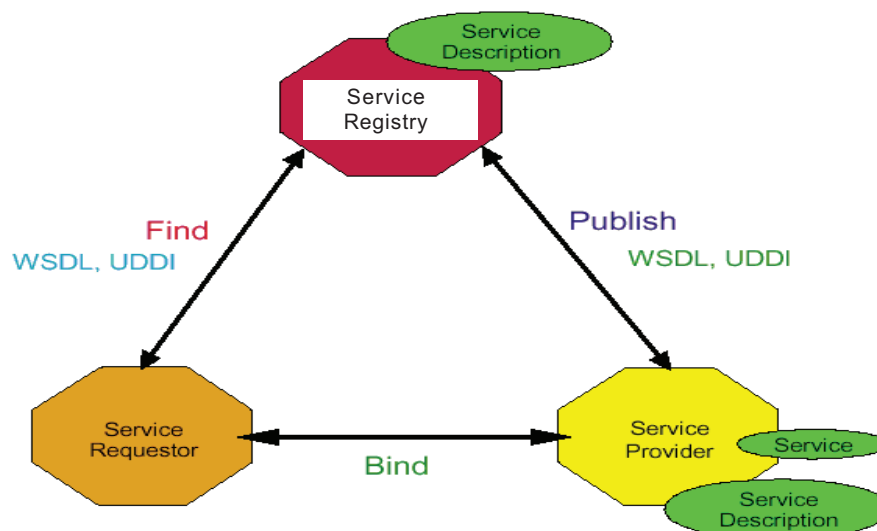 Service
Description
Service
Registry
Find
WSDL, UDDI
Publish
WSDL, UDDI
Service
Requestor
Bind
Service
Provider
Service
Service
Description